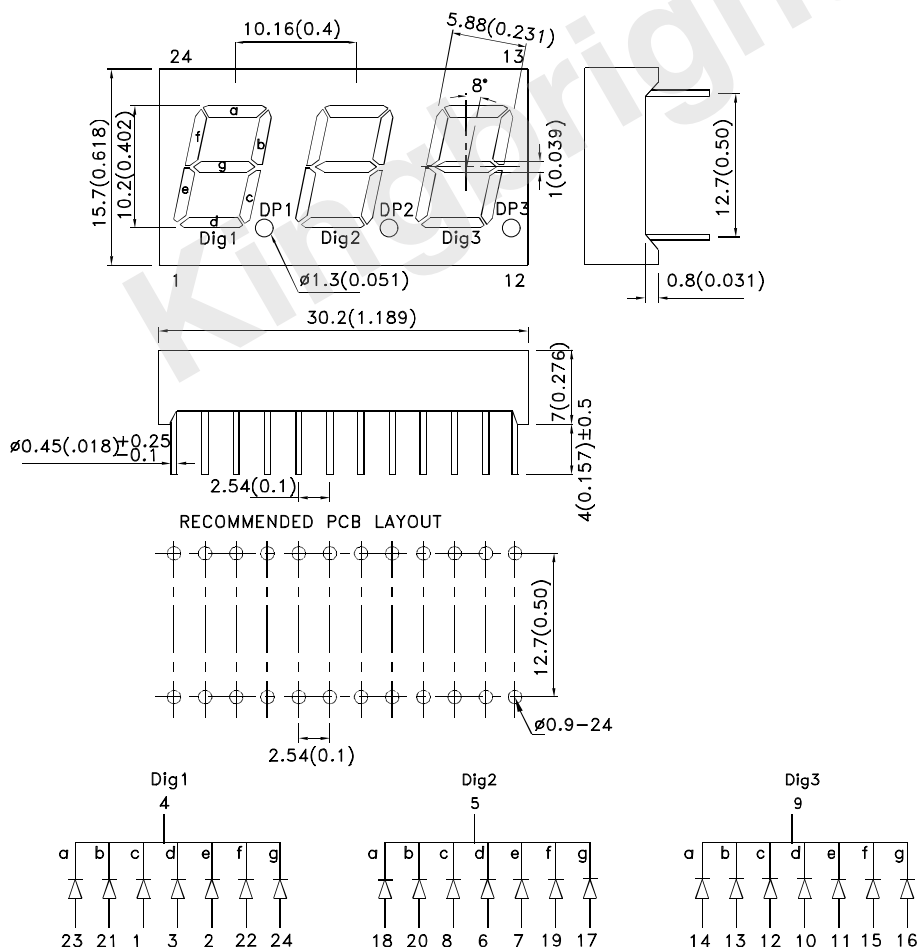 Kingbright
10.16(0.4)
5.88(0.231)
24
13
8°
a
f
b
g
e
c
d
15.7(0.618)
10.2(0.402)
1(0.039)
12.7(0.50)
DP1
DP2
DP3
Dig1
Dig2
Dig3
1
ø1.3(0.051)
12
0.8(0.031)
30.2(1.189)
7(0.276)
ø0.45(.018)+0.25
-0.1
4(0.157)±0.5
2.54(0.1)
RECOMMENDED PCB LAYOUT
12.7(0.50)
ø0.9-24
2.54(0.1)
Dig1 Dig2 Dig3
4 5 9
a b c d e f g a b c d e f g a b c d e f g
23 21 1 3 2 22 24 18 20 8 6 7 19 17 14 13 12 10 11 15 16